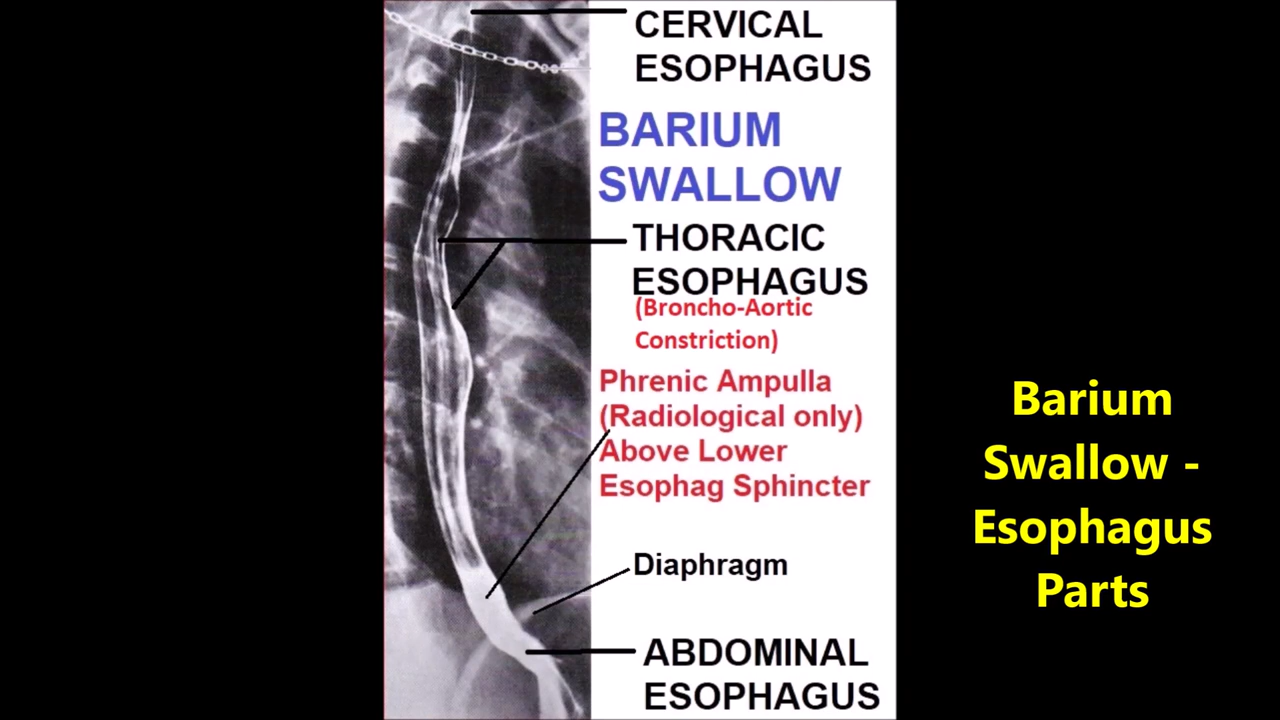 CERVICAL
ESOPHAGUS
BARIUM
SWALLOW
THORACIC
ESOPHAGUS
(Broncho-Aortic
Constriction)
Phrenic Ampulla
(Radiological only)
Above Lower
Esophag Sphincter
Diaphragm
ABDOMINAL
ESOPHAGUS
Barium
Swallow -
Esophagus
Parts